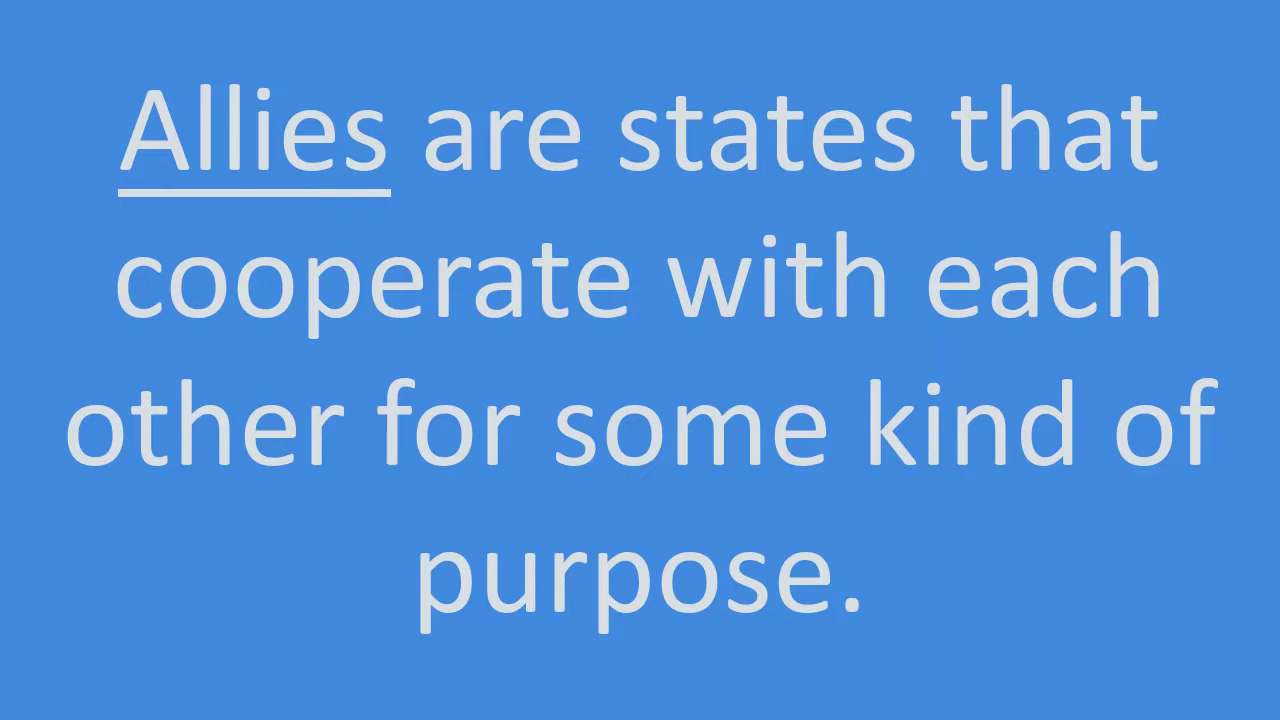 Allies are states that
cooperate with each
other for some kind of
purpose.